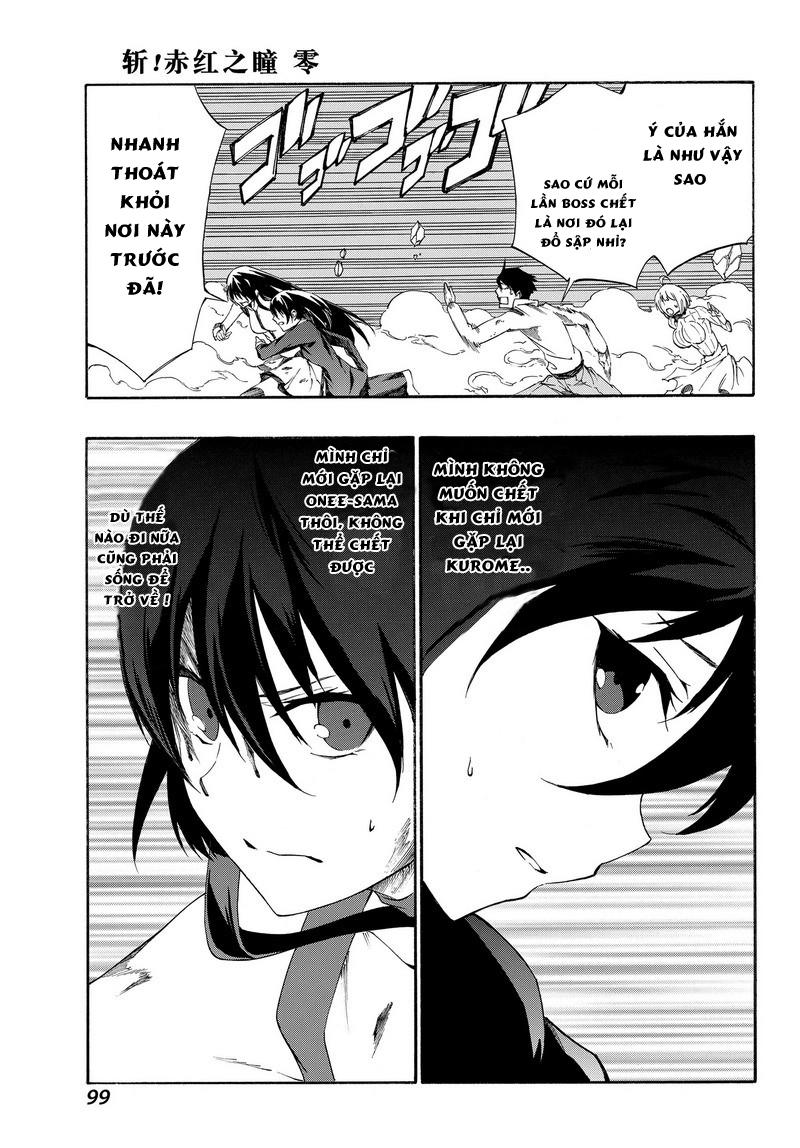 斩!赤红之瞳 零
Ý CỦA HẮN
LÀ NHƯ VẬY
SAO
SAO CỨ MỖI
LẦN BOSS CHẾT
LÀ NƠI ĐÓ LẠI
ĐỔ SẬP NHỈ?
ゴゴゴゴ
NHANH
THOÁT
KHỎI
NƠI NÀY
TRƯỚC
ĐÃ!
MÌNH KHÔNG
MUỐN CHẾT
KHI CHỈ MỚI
GẶP LẠI
KUROME..
MÌNH CHỈ
MỚI GẶP LẠI
ONEE-SAMA
THÔI, KHÔNG
THỂ CHẾT
ĐƯỢC
DÙ THẾ
NÀO ĐI NỮA
CŨNG PHẢI
SỐNG ĐỂ
TRỞ VỀ !
99